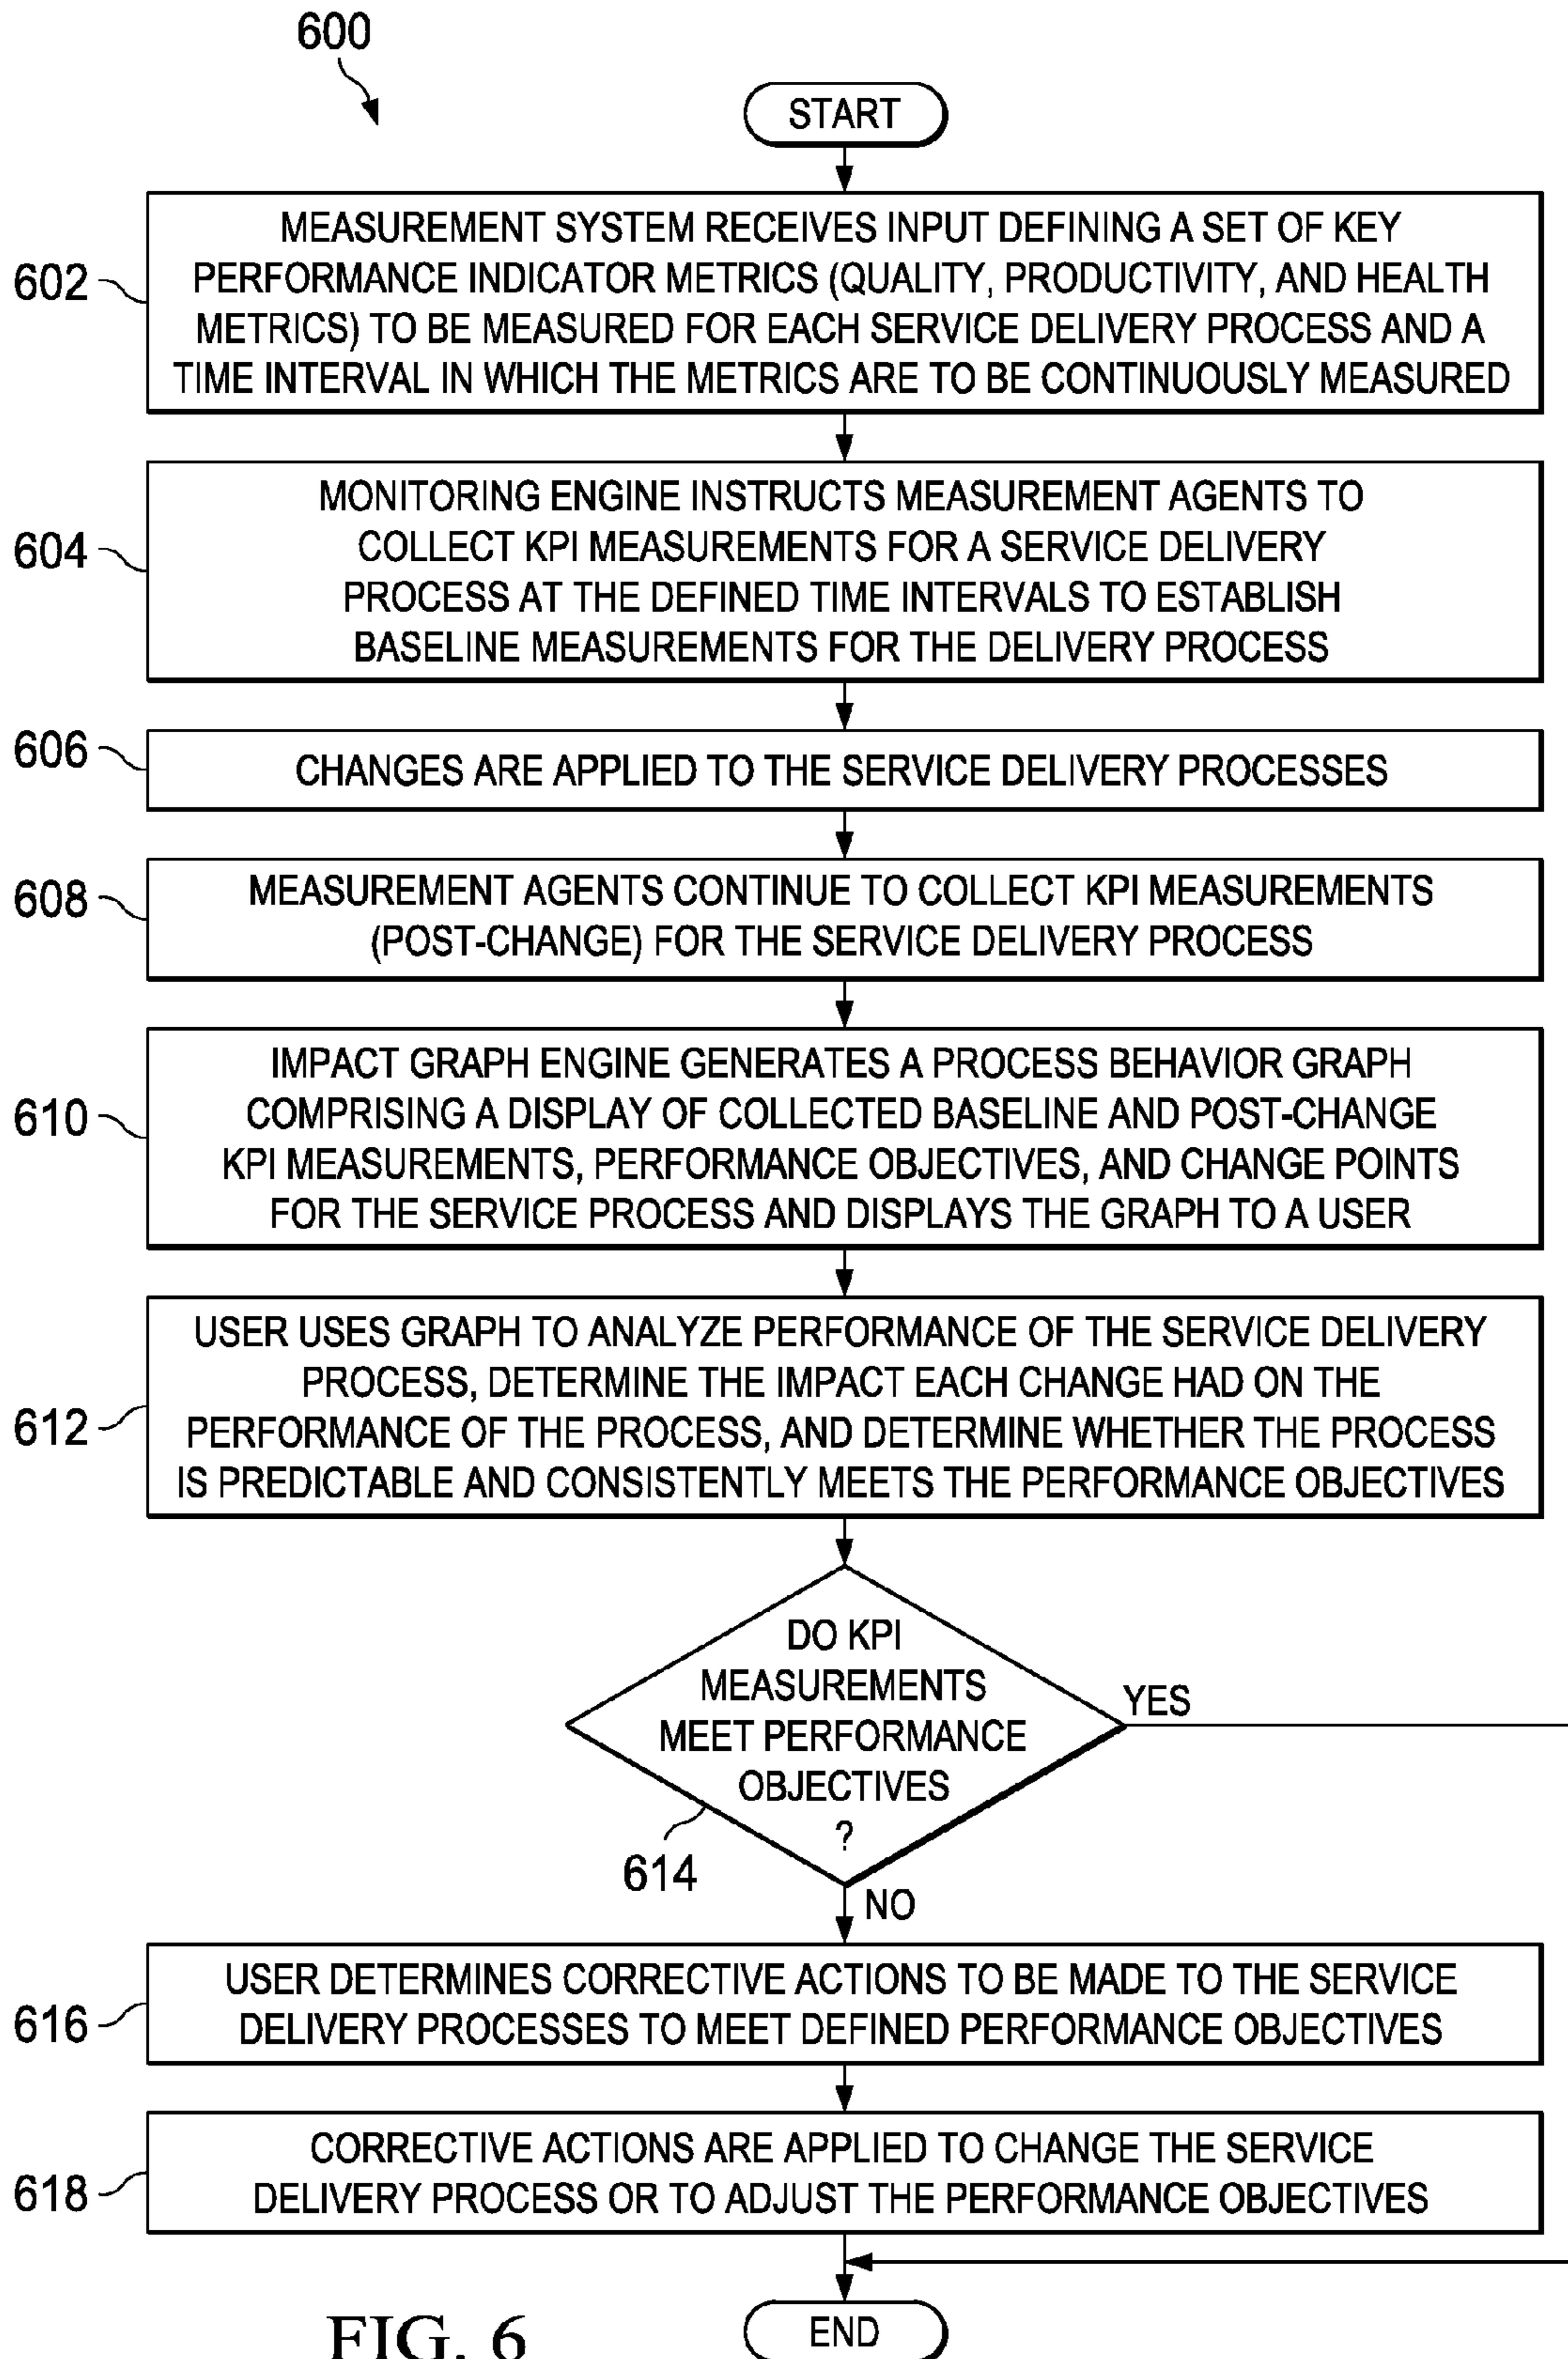 600
START
602
MEASUREMENT SYSTEM RECEIVES INPUT DEFINING A SET OF KEY
PERFORMANCE INDICATOR METRICS (QUALITY, PRODUCTIVITY, AND HEALTH
METRICS) TO BE MEASURED FOR EACH SERVICE DELIVERY PROCESS AND A
TIME INTERVAL IN WHICH THE METRICS ARE TO BE CONTINUOUSLY MEASURED
604
MONITORING ENGINE INSTRUCTS MEASUREMENT AGENTS TO
COLLECT KPI MEASUREMENTS FOR A SERVICE DELIVERY
PROCESS AT THE DEFINED TIME INTERVALS TO ESTABLISH
BASELINE MEASUREMENTS FOR THE DELIVERY PROCESS
606
CHANGES ARE APPLIED TO THE SERVICE DELIVERY PROCESSES
608
MEASUREMENT AGENTS CONTINUE TO COLLECT KPI MEASUREMENTS
(POST-CHANGE) FOR THE SERVICE DELIVERY PROCESS
610
IMPACT GRAPH ENGINE GENERATES A PROCESS BEHAVIOR GRAPH
COMPRISING A DISPLAY OF COLLECTED BASELINE AND POST-CHANGE
KPI MEASUREMENTS, PERFORMANCE OBJECTIVES, AND CHANGE POINTS
FOR THE SERVICE PROCESS AND DISPLAYS THE GRAPH TO A USER
612
USER USES GRAPH TO ANALYZE PERFORMANCE OF THE SERVICE DELIVERY
PROCESS, DETERMINE THE IMPACT EACH CHANGE HAD ON THE
PERFORMANCE OF THE PROCESS, AND DETERMINE WHETHER THE PROCESS
IS PREDICTABLE AND CONSISTENTLY MEETS THE PERFORMANCE OBJECTIVES
DO KPI
MEASUREMENTS
MEET PERFORMANCE
OBJECTIVES
?
YES
614
NO
616
USER DETERMINES CORRECTIVE ACTIONS TO BE MADE TO THE SERVICE
DELIVERY PROCESSES TO MEET DEFINED PERFORMANCE OBJECTIVES
618
CORRECTIVE ACTIONS ARE APPLIED TO CHANGE THE SERVICE
DELIVERY PROCESS OR TO ADJUST THE PERFORMANCE OBJECTIVES
END
FIG. 6